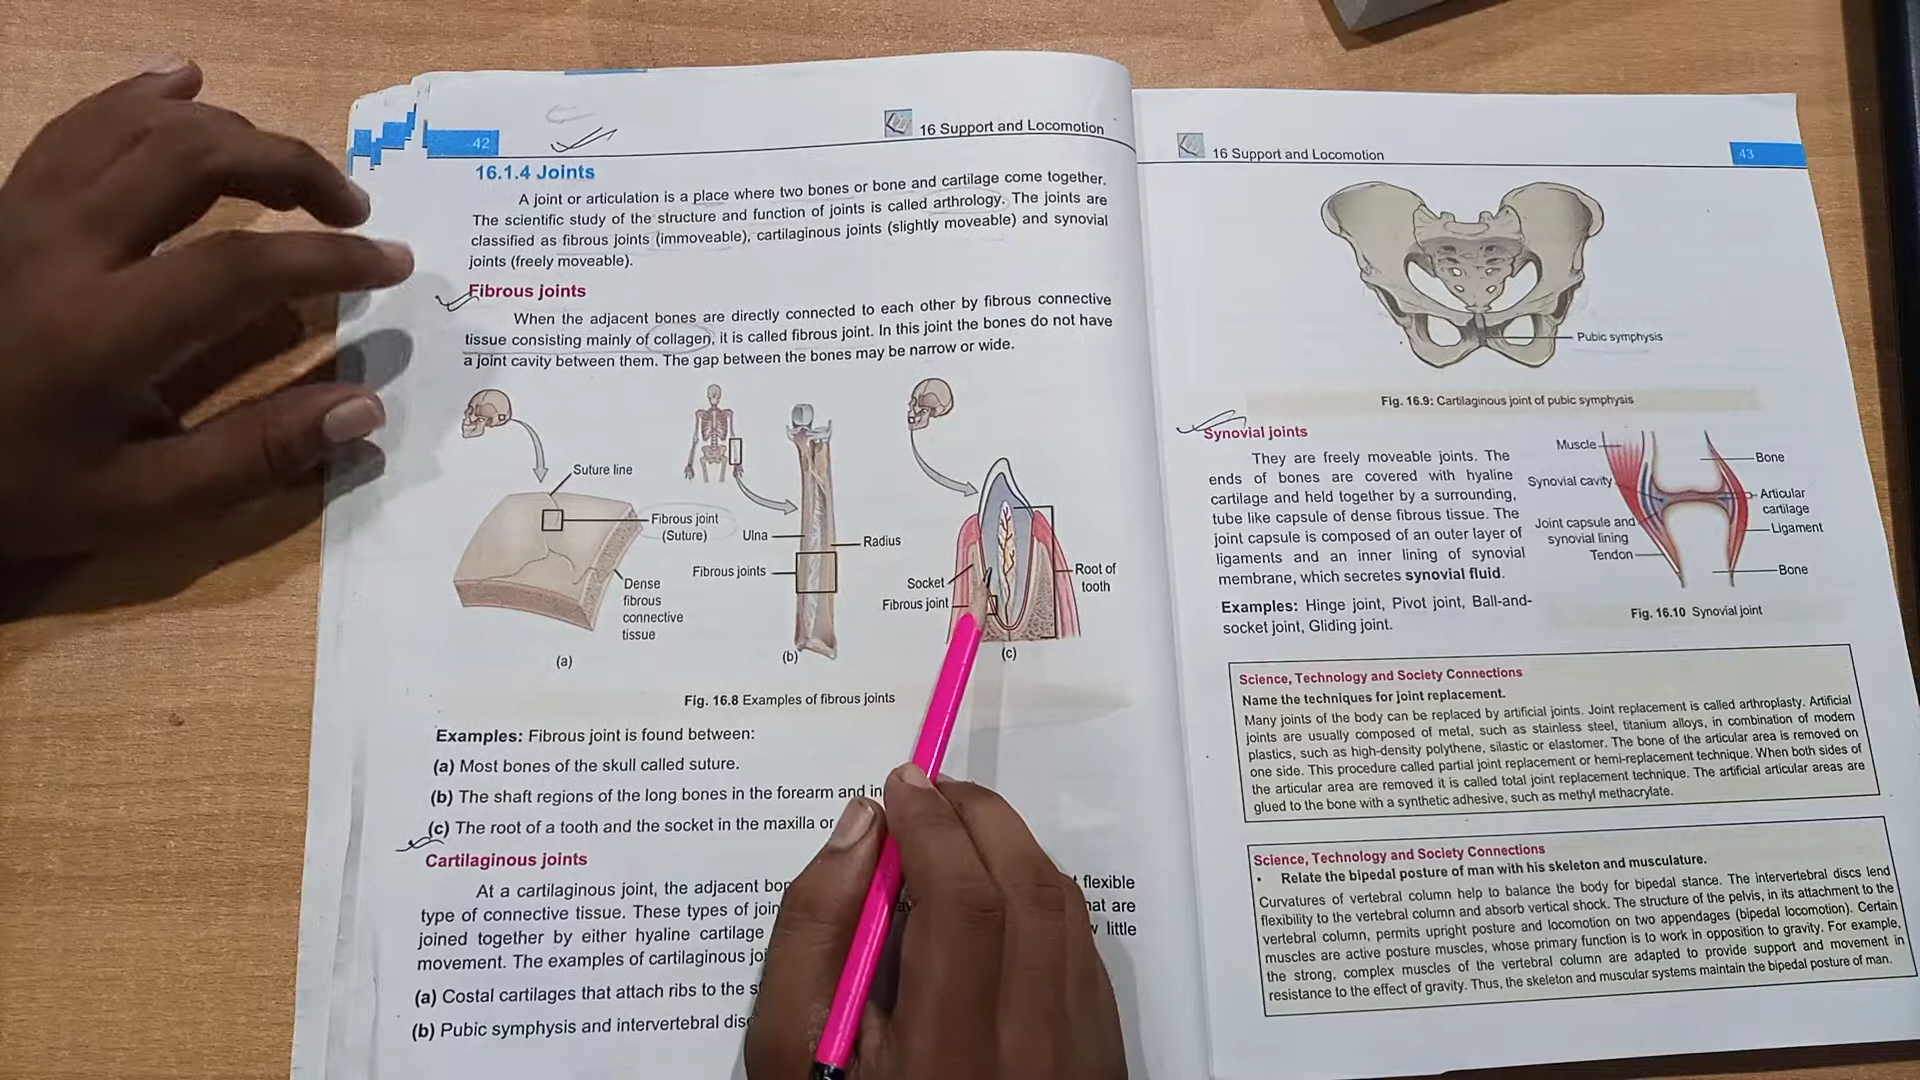 42
16 Support and Locomotion
16.1.4 Joints
A joint or articulation is a place where two bones or bone and cartilage come together.
The scientific study of the structure and function of joints is called arthrology. The joints are
classified as fibrous joints (immoveable), cartilaginous joints (slightly moveable) and synovial
joints (freely moveable).
Fibrous joints
When the adjacent bones are directly connected to each other by fibrous connective
tissue consisting mainly of collagen, it is called fibrous joint. In this joint the bones do not have
a joint cavity between them. The gap between the bones may be narrow or wide.
Suture line
Fibrous joint
(Suture)
Dense
fibrous
connective
tissue
(a)
Ulna
Radius
Fibrous joints
(b)
Socket
Fibrous joint
Root of
tooth
(c)
Fig. 16.8 Examples of fibrous joints
Examples: Fibrous joint is found between:
(a) Most bones of the skull called suture.
(b) The shaft regions of the long bones in the forearm and in
(c) The root of a tooth and the socket in the maxilla or
Cartilaginous joints
At a cartilaginous joint, the adjacent flexible
type of connective tissue. These types of that are
joined together by either hyaline cartilage little
movement. The examples of cartilaginous
(a) Costal cartilages that attach ribs to the
(b) Pubic symphysis and intervertebral
16 Support and Locomotion
43
Pubic symphysis
Fig. 16.9: Cartilaginous joint of pubic symphysis
Synovial joints
They are freely moveable joints. The
ends of bones are covered with hyaline
cartilage and held together by a surrounding,
tube like capsule of dense fibrous tissue. The
joint capsule is composed of an outer layer of
ligaments and an inner lining of synovial
membrane, which secretes synovial fluid.
Examples: Hinge joint, Pivot joint, Ball-and-
socket joint, Gliding joint.
Muscle
Bone
Synovial cavity
Articular
cartilage
Joint capsule and
synovial lining
Ligament
Tendon
Bone
Fig. 16.10 Synovial joint
Science, Technology and Society Connections
Name the techniques for joint replacement.
Many joints of the body can be replaced by artificial joints. Joint replacement is called arthroplasty. Artificial
joints are usually composed of metal, such as stainless steel, titanium alloys, in combination of modern
plastics, such as high-density polythene, silastic or elastomer. The bone of the articular area is removed on
one side. This procedure called partial joint replacement or hemi-replacement technique. When both sides of
the articular area are removed it is called total joint replacement technique. The artificial articular areas are
glued to the bone with a synthetic adhesive, such as methyl methacrylate.
Science, Technology and Society Connections
• Relate the bipedal posture of man with his skeleton and musculature.
Curvatures of vertebral column help to balance the body for bipedal stance. The intervertebral discs lend
flexibility to the vertebral column and absorb vertical shock. The structure of the pelvis, in its attachment to the
vertebral column, permits upright posture and locomotion on two appendages (bipedal locomotion). Certain
muscles are active posture muscles, whose primary function is to work in opposition to gravity. For example,
the strong, complex muscles of the vertebral column are adapted to provide support and movement in
resistance to the effect of gravity. Thus, the skeleton and muscular systems maintain the bipedal posture of man.